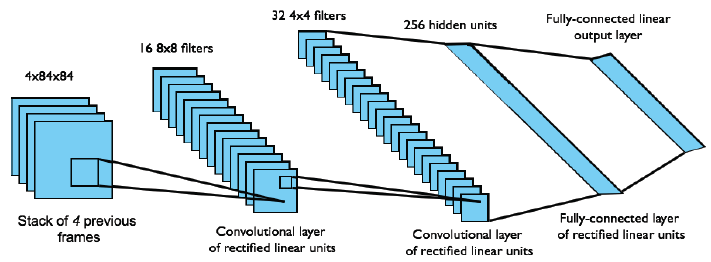 4x84x84
Stack of 4 previous
frames
16 8x8 filters
Convolutional layer
of rectified linear units
32 4x4 filters
Convolutional layer
of rectified linear units
256 hidden units
Fully-connected layer
of rectified linear units
Fully-connected linear
output layer